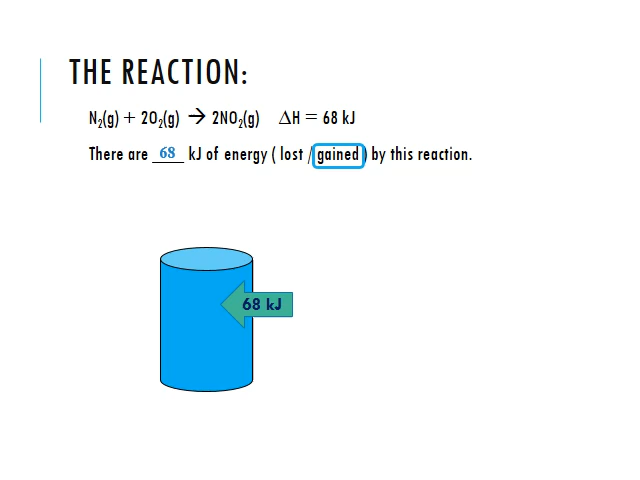 THE REACTION:
N₂(g) + 2O₂(g) → 2NO₂(g) ΔH = 68 kJ
There are 68 kJ of energy ( lost / gained ) by this reaction.
68 kJ